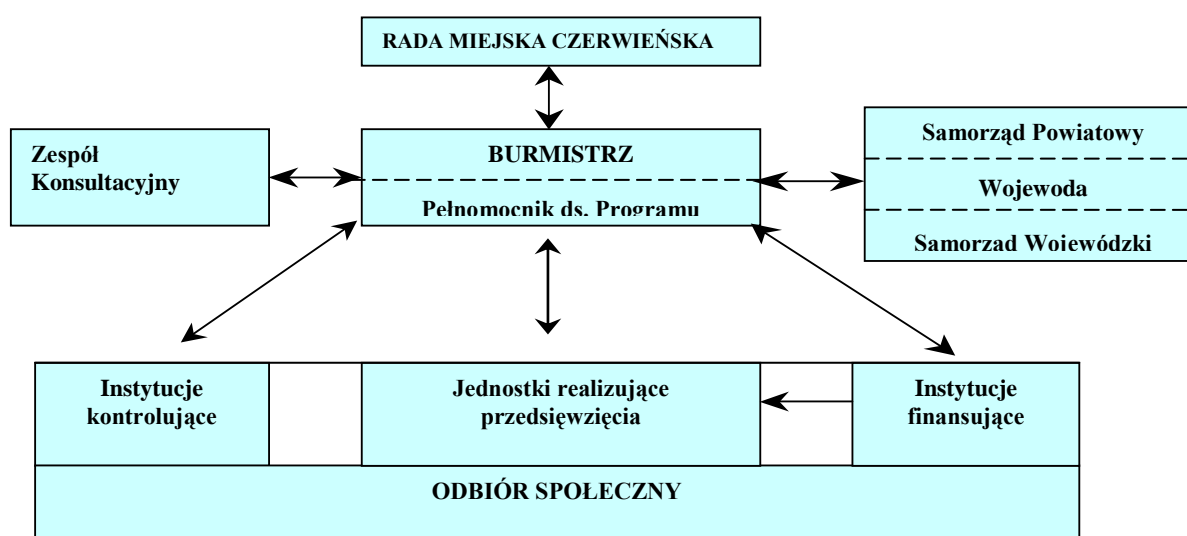 RADA MIEJSKA CZERWIEŃSKA
Zespół
Konsultacyjny
BURMISTRZ
Pełnomocnik ds. Programu
Samorząd Powiatowy
Wojewoda
Samorzad Wojewódzki
Instytucje
kontrolujące
Jednostki realizujące
przedsięwzięcia
Instytucje
finansujące
ODBIÓR SPOŁECZNY